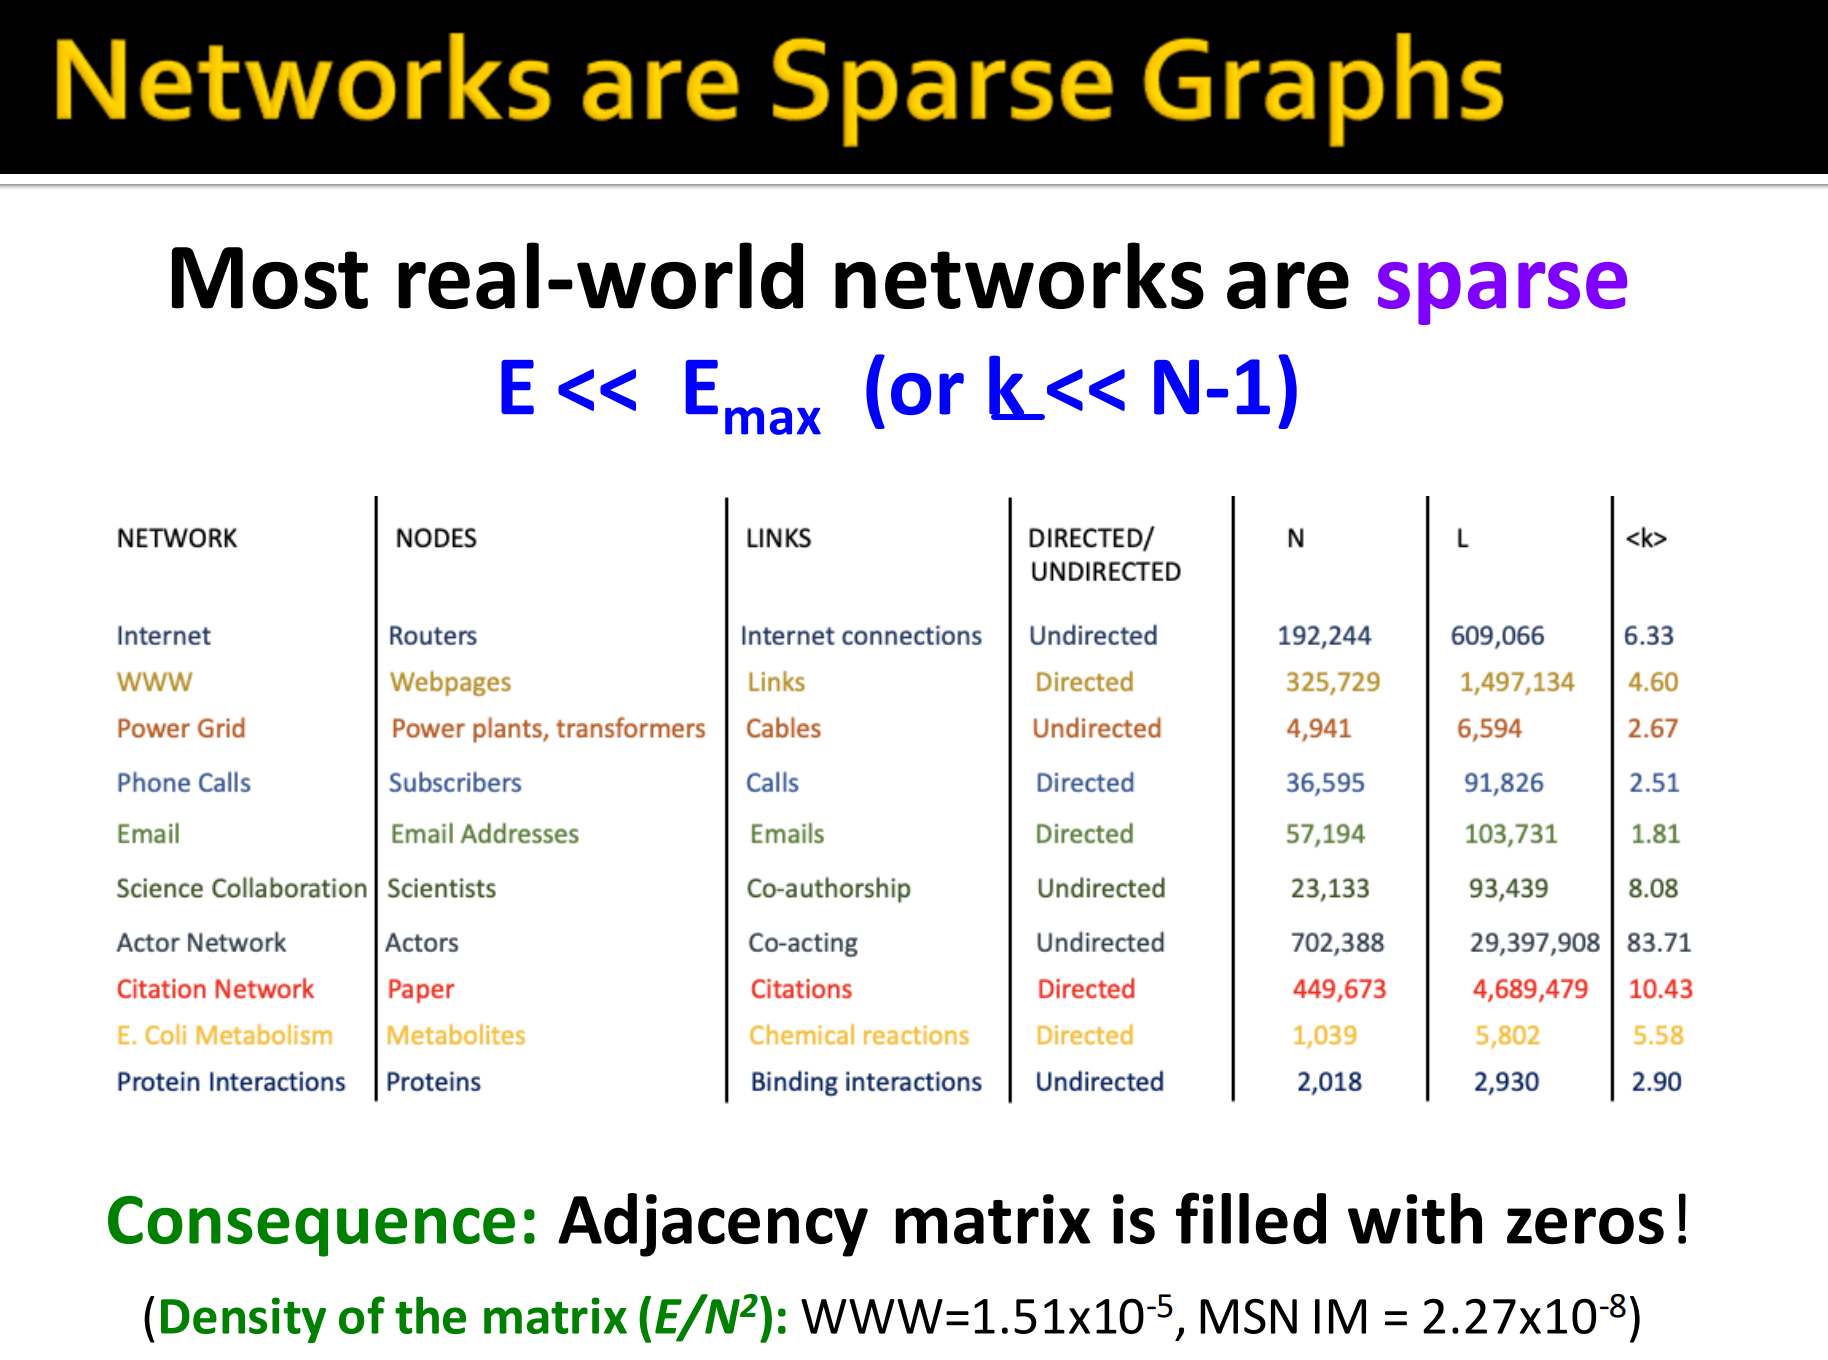 Networks are Sparse Graphs
Most real-world networks are sparse
E << Emax (or k << N-1)
NETWORK NODES LINKS DIRECTED/ UNDIRECTED N L <k>
Internet Routers Internet connections Undirected 192,244 609,066 6.33
WWW Webpages Links Directed 325,729 1,497,134 4.60
Power Grid Power plants, transformers Cables Undirected 4,941 6,594 2.67
Phone Calls Subscribers Calls Directed 36,595 91,826 2.51
Email Email Addresses Emails Directed 57,194 103,731 1.81
Science Collaboration Scientists Co-authorship Undirected 23,133 93,439 8.08
Actor Network Actors Co-acting Undirected 702,388 29,397,908 83.71
Citation Network Paper Citations Directed 449,673 4,689,479 10.43
E. Coli Metabolism Metabolites Chemical reactions Directed 1,039 5,802 5.58
Protein Interactions Proteins Binding interactions Undirected 2,018 2,930 2.90
Consequence: Adjacency matrix is filled with zeros!
(Density of the matrix (E/N²): WWW=1.51x10⁻⁵, MSN IM = 2.27x10⁻⁸)